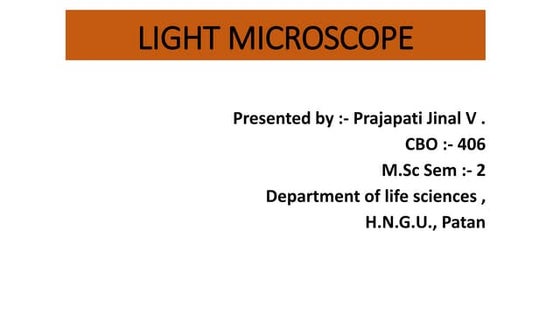 LIGHT MICROSCOPE
Presented by :- Prajapati Jinal V .
CBO :- 406
M.Sc Sem :- 2
Department of life sciences ,
H.N.G.U., Patan